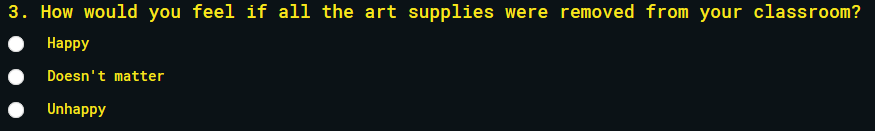 3. How would you feel if all the art supplies were removed from your classroom?
Happy
Doesn't matter
Unhappy